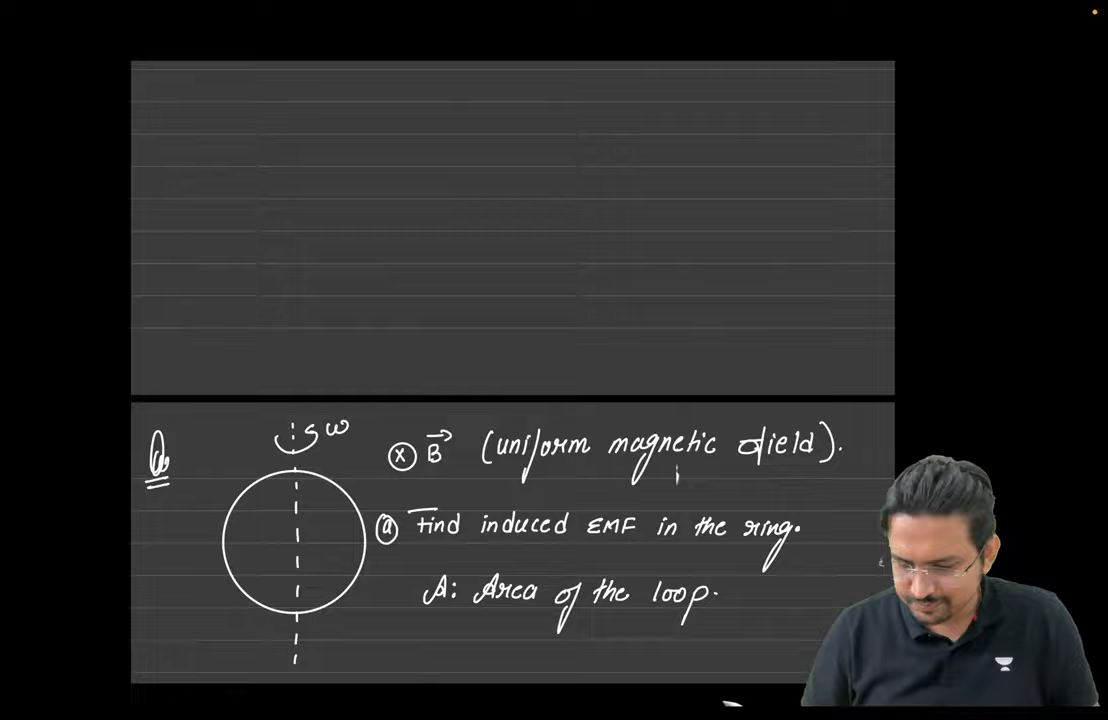 Q ω ⓧ B⃗ (uniform magnetic field).
ⓐ Find induced EMF in the ring.
A: Area of the loop.